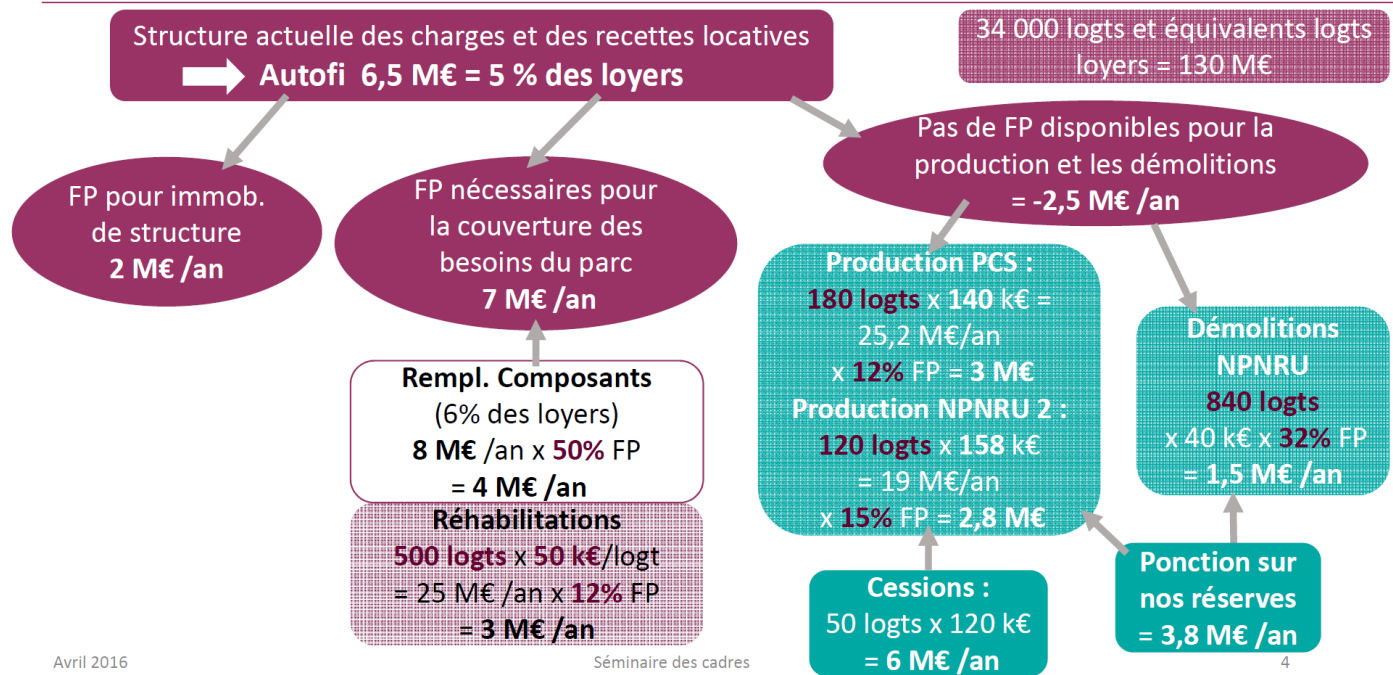 Structure actuelle des charges et des recettes locatives
Autofi 6,5 M€ = 5 % des loyers
34 000 logts et équivalents logts
loyers = 130 M€
FP pour immob.
de structure
2 M€ /an
FP nécessaires pour
la couverture des
besoins du parc
7 M€ /an
Pas de FP disponibles pour la
production et les démolitions
= -2,5 M€ /an
Rempl. Composants
(6% des loyers)
8 M€ /an x 50% FP
= 4 M€ /an
Réhabilitations
500 logts x 50 k€/logt
= 25 M€ /an x 12% FP
= 3 M€ /an
Production PCS :
180 logts x 140 k€ =
25,2 M€/an
x 12% FP = 3 M€
Production NPNRU 2 :
120 logts x 158 k€
= 19 M€/an
x 15% FP = 2,8 M€
Démolitions
NPNRU
840 logts
x 40 k€ x 32% FP
= 1,5 M€ /an
Cessions :
50 logts x 120 k€
= 6 M€ /an
Ponction sur
nos réserves
= 3,8 M€ /an
Avril 2016
Séminaire des cadres
4